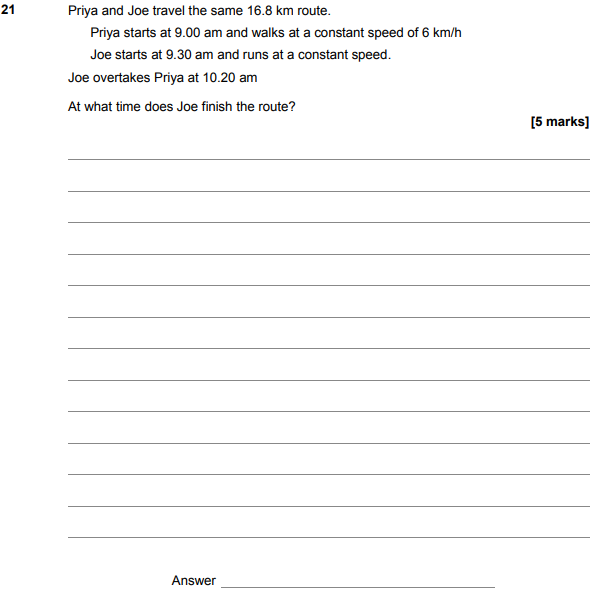 21 Priya and Joe travel the same 16.8 km route.
Priya starts at 9.00 am and walks at a constant speed of 6 km/h
Joe starts at 9.30 am and runs at a constant speed.
Joe overtakes Priya at 10.20 am
At what time does Joe finish the route?
[5 marks]
Answer